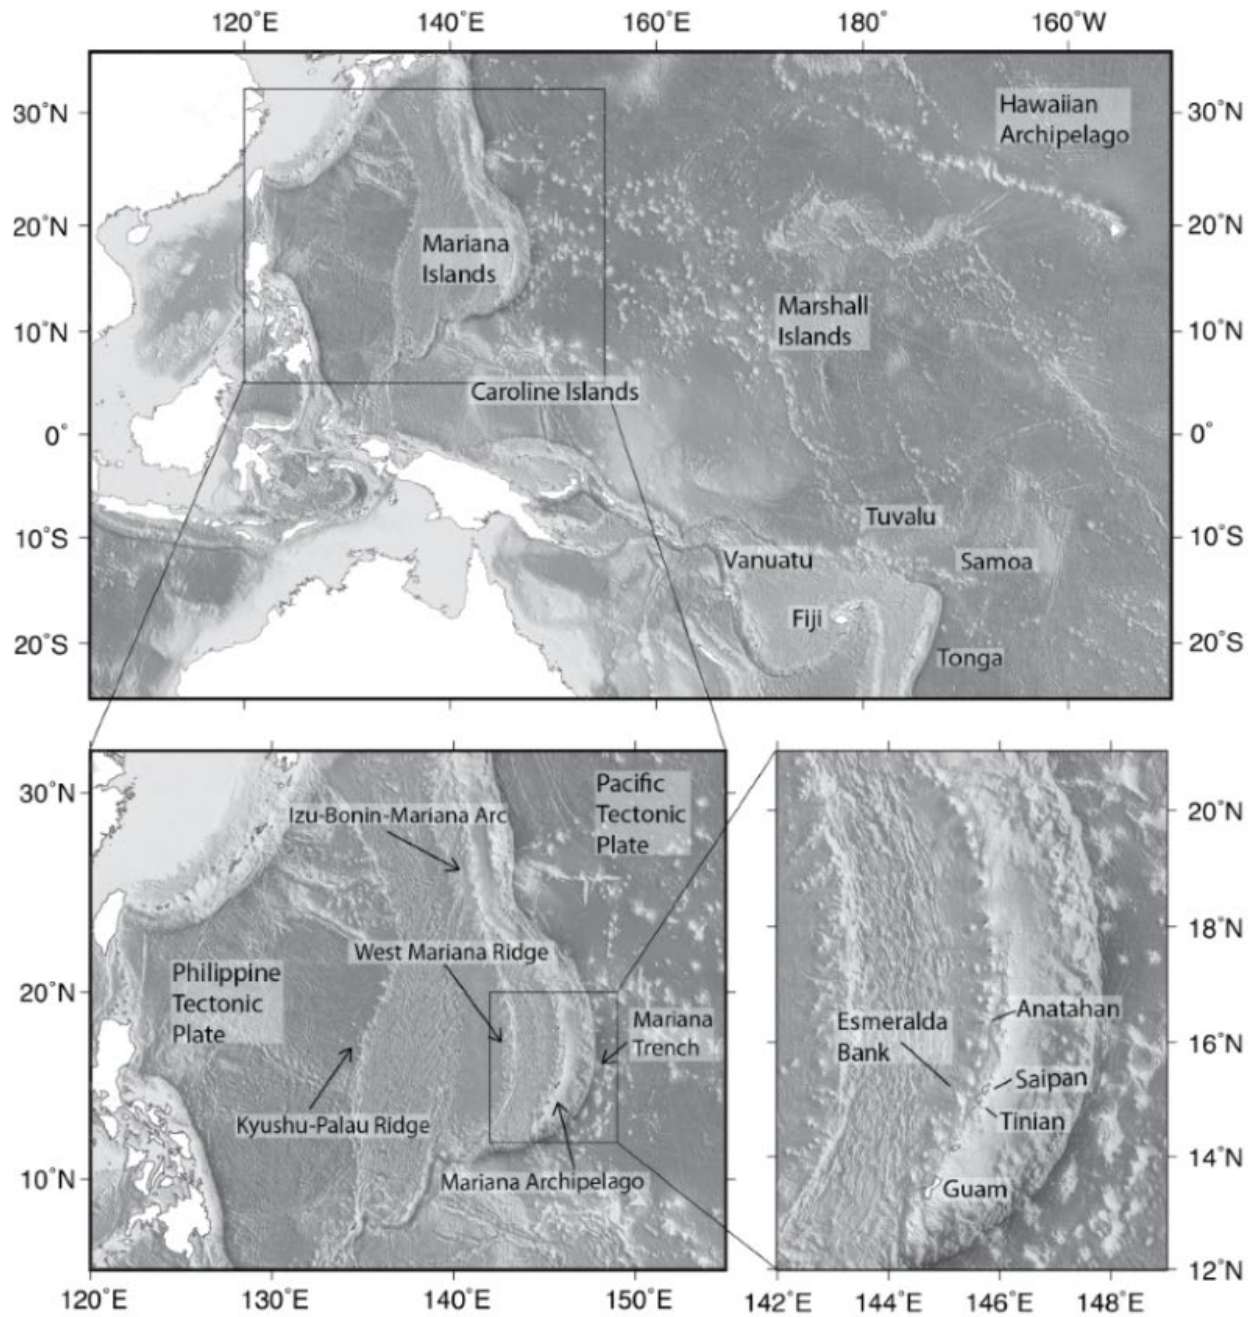 120˚E 140˚E 160˚E 180˚ 160˚W
30˚N
20˚N
10˚N
0˚
10˚S
20˚S
Hawaiian
Archipelago
Mariana
Islands
Marshall
Islands
Caroline Islands
Tuvalu
Vanuatu
Samoa
Fiji
Tonga
30˚N
20˚N
10˚N
0˚
10˚S
20˚S
30˚N
20˚N
10˚N
Pacific
Tectonic
Plate
Izu-Bonin-Mariana Arc
West Mariana Ridge
Philippine
Tectonic
Plate
Mariana
Trench
Kyushu-Palau Ridge
Mariana Archipelago
120˚E 130˚E 140˚E 150˚E
Anatahan
Esmeralda
Bank
Saipan
Tinian
Guam
20˚N
18˚N
16˚N
14˚N
12˚N
142˚E 144˚E 146˚E 148˚E